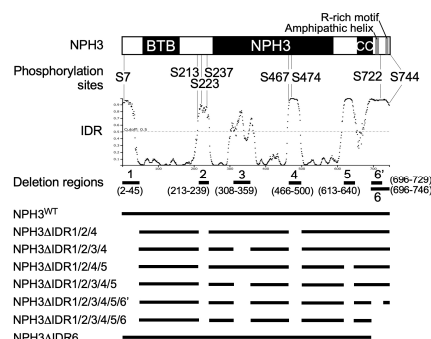 R-rich motif
Amphipathic helix
NPH3
BTB
NPH3
CC
Phosphorylation sites
S7
S213
S223
S237
S467
S474
S722
S744
IDR
Deletion regions
1
2
3
4
5
6'
(696-729)
(2-45)
(213-239)
(308-359)
(466-500)
(613-640)
6
(696-746)
NPH3WT
NPH3ΔIDR1/2/4
NPH3ΔIDR1/2/3/4
NPH3ΔIDR1/2/4/5
NPH3ΔIDR1/2/3/4/5
NPH3ΔIDR1/2/3/4/5/6'
NPH3ΔIDR1/2/3/4/5/6
NPH3ΔIDR6